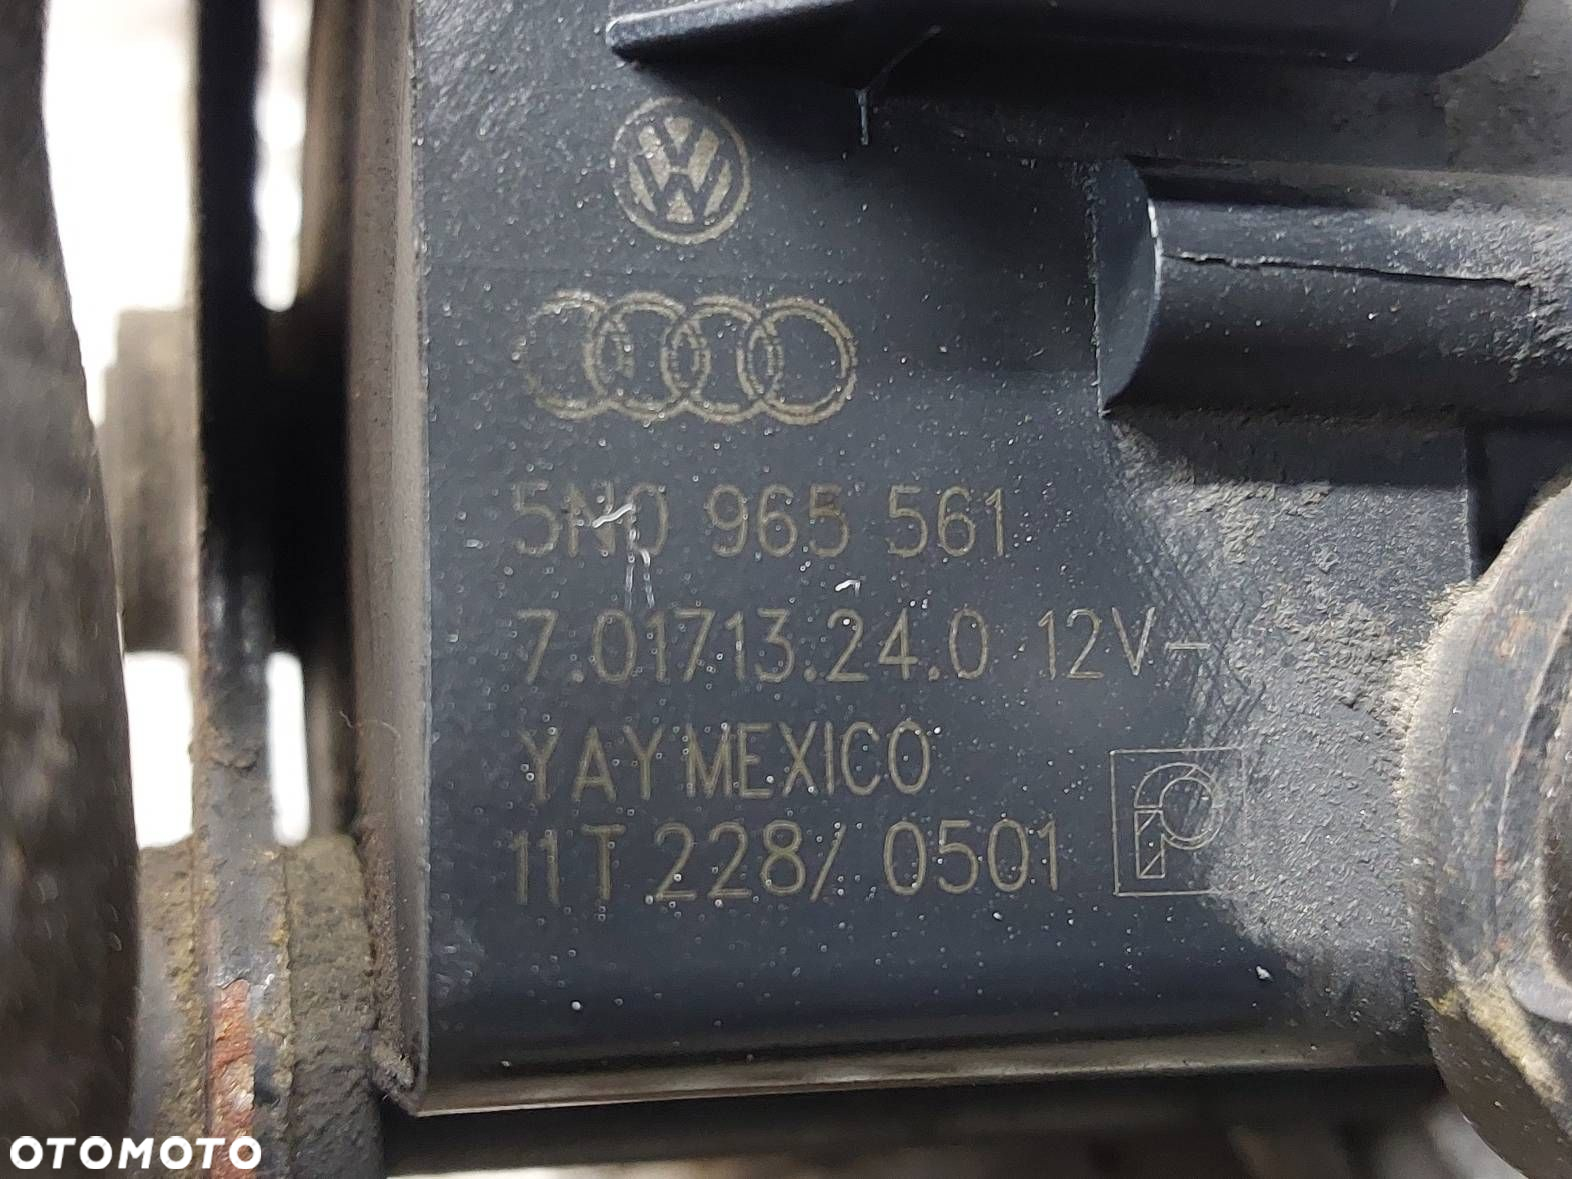 5N0 965 561
7.01713.24.0 12V-
YAY MEXICO
11T 228/ 0501
OTOMOTO